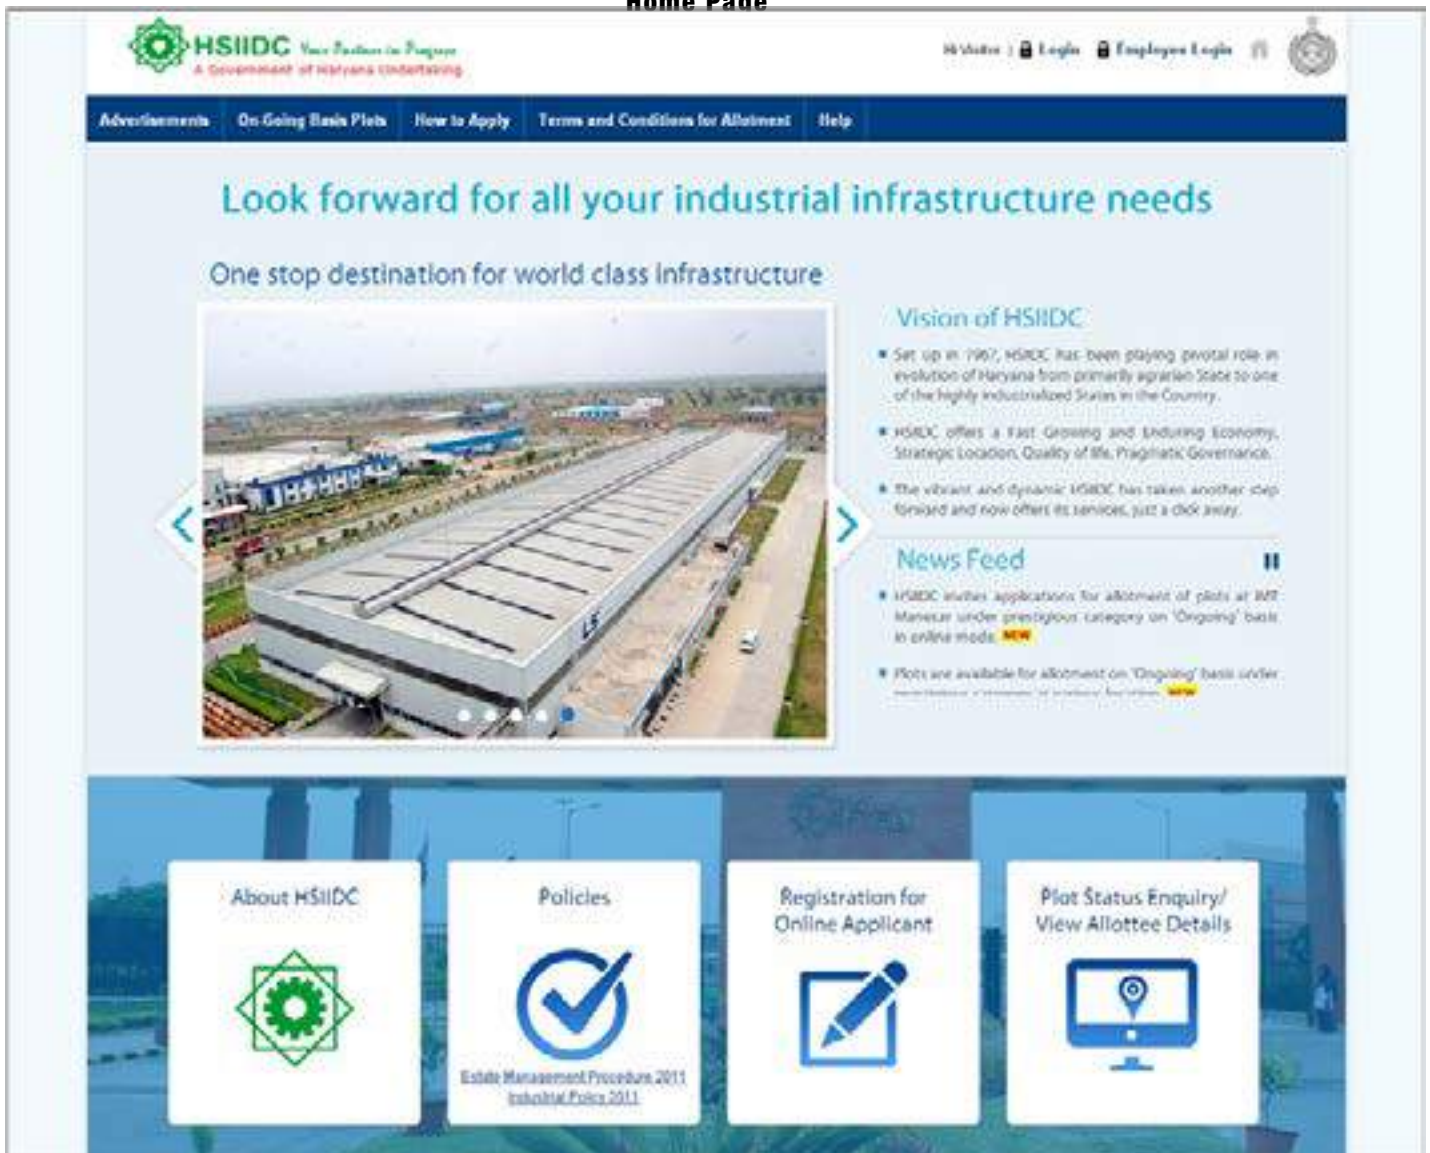 Home Page
HSIIDC Your Partner in Progress
A Government of Haryana Undertaking
Hi Visitor | Login Employee Login
Advertisements On-Going Basis Plots How to Apply Terms and Conditions for Allotment Help
Look forward for all your industrial infrastructure needs
One stop destination for world class infrastructure
Vision of HSIIDC
Set up in 1967, HSIIDC has been playing pivotal role in
evolution of Haryana from primarily agrarian State to one
of the highly industrialized States in the Country.
HSIIDC offers a Fast Growing and Enduring Economy,
Strategic Location, Quality of life, Pragmatic Governance.
The vibrant and dynamic HSIIDC has taken another step
forward and now offers its services, just a click away.
News Feed
HSIIDC invites applications for allotment of plots at IMT
Manesar under prestigious category on 'Ongoing' basis
in online mode. NEW
Plots are available for allotment on 'Ongoing' basis under
NEW
About HSIIDC
Policies
Estate Management Procedure 2011
Industrial Policy 2011
Registration for
Online Applicant
Plot Status Enquiry/
View Allottee Details